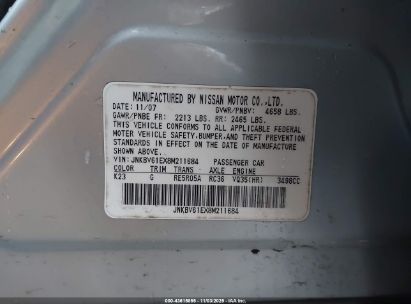 MANUFACTURED BY NISSAN MOTOR CO.,LTD.
DATE: 11/07 GVWR/PNBV: 4658 LBS.
GAWR/PNBE FR: 2213 LBS. RR: 2465 LBS.
THIS VEHICLE CONFORMS TO ALL APPLICABLE FEDERAL
MOTOR VEHICLE SAFETY,BUMPER, AND THEFT PREVENTION
STANDARDS IN EFFECT ON THE DATE OF MANUFACTURE
SHOWN ABOVE.
VIN: JNKBV61EX8M211684 PASSENGER CAR
COLOR TRIM TRANS AXLE ENGINE
K23 G RE5R05A RC36 VQ35(HR) 3498CC
JNKBV61EX8M211684